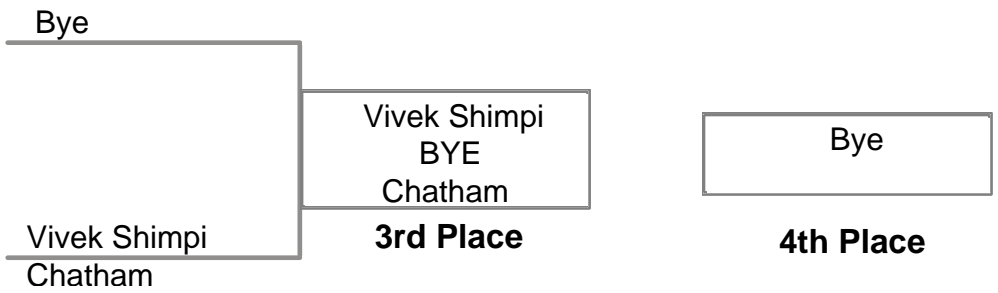 Bye
Vivek Shimpi
Chatham
Vivek Shimpi
BYE
Chatham
3rd Place
Bye
4th Place